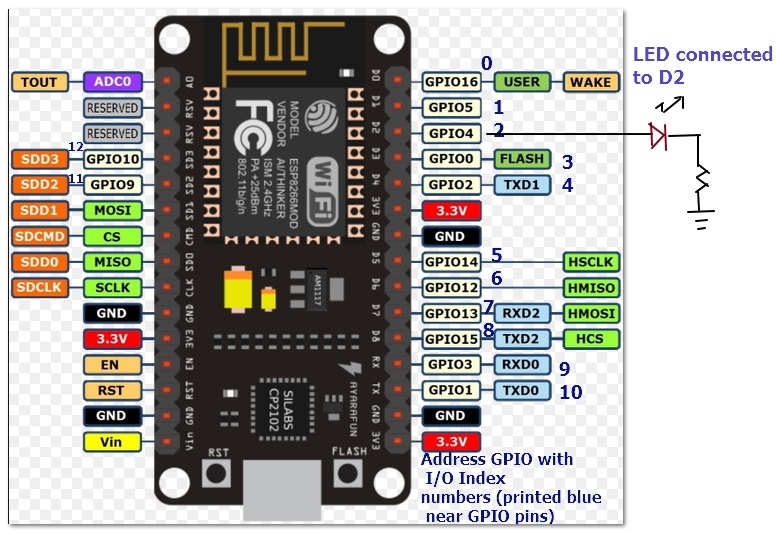 0
LED connected
to D2
TOUT ADC0 A0 D0 GPIO16 USER WAKE
RESERVED RSV D1 GPIO5 1
RESERVED RSV D2 GPIO4 2
12
SDD3 GPIO10 SD3 D3 GPIO0 FLASH 3
11
SDD2 GPIO9 SD2 D4 GPIO2 TXD1 4
SDD1 MOSI SD1 3V3 3.3V
SDCMD CS CMD GND GND
SDD0 MISO SD0 D5 GPIO14 5 HSCLK
SDCLK SCLK CLK D6 GPIO12 6 HMISO
GND GND D7 GPIO13 7 RXD2 HMOSI
3.3V 3V3 D8 GPIO15 8 TXD2 HCS
EN EN RX GPIO3 RXD0 9
RST RST TX GPIO1 TXD0 10
GND GND GND GND
Vin Vin 3V3 3.3V
MODEL ESP8266MOD
VENDOR AI/THINKER
ISM 2.4GHz
PA +25dBm
802.11b/g/n
FC
Wi Fi
AM1117
SILABS
CP2102
AYARAFUN
RST
FLASH
Address GPIO with
I/O Index
numbers (printed blue
near GPIO pins)